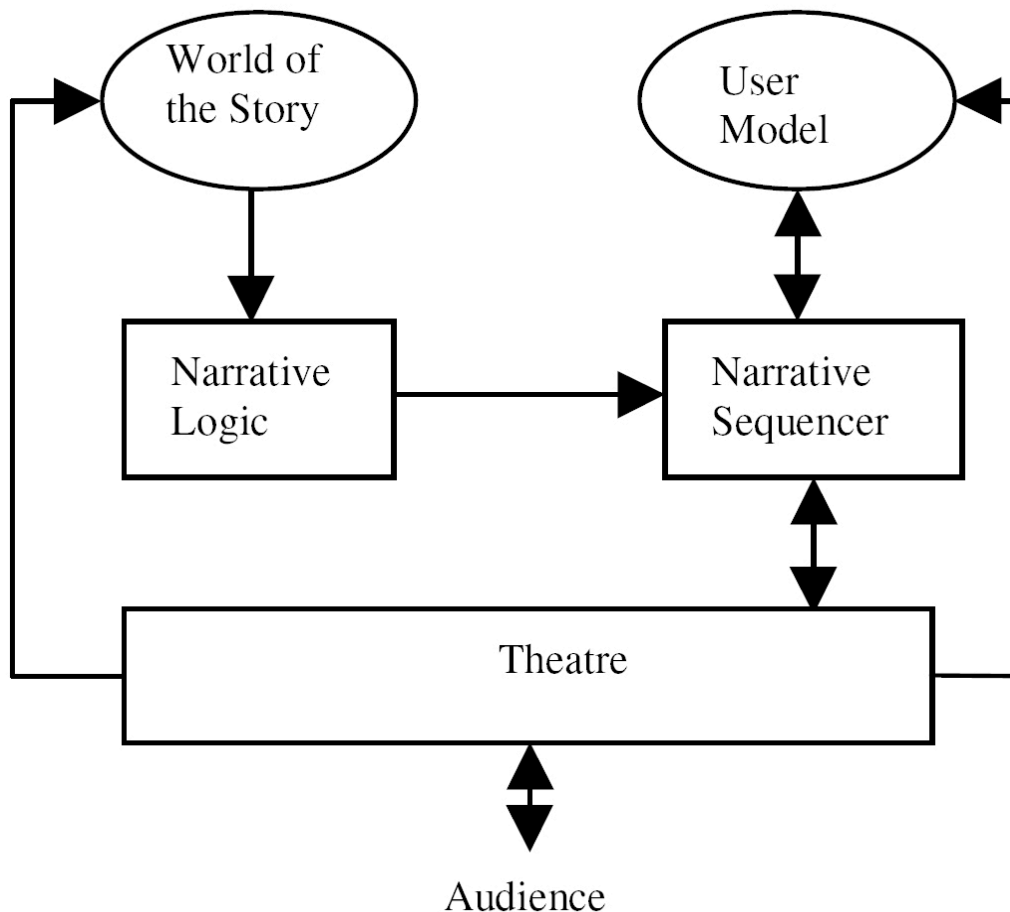 World of
the Story
User
Model
Narrative
Logic
Narrative
Sequencer
Theatre
Audience